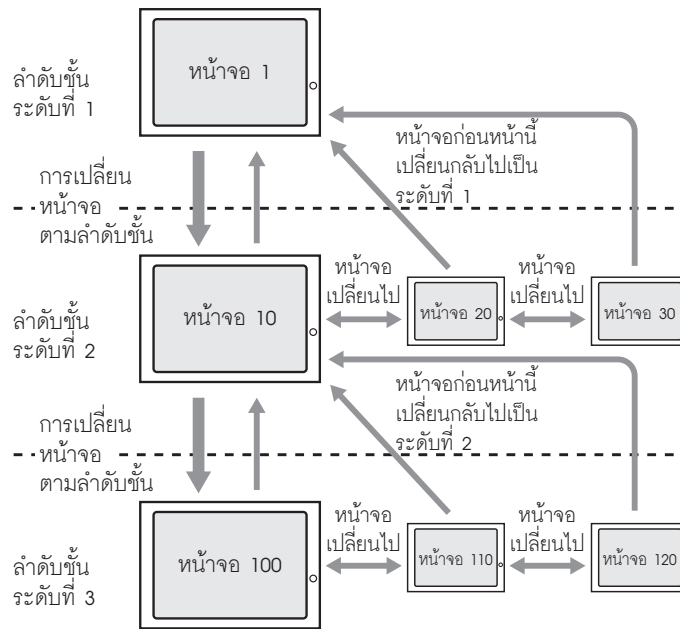 หน้าจอ 1
ลำดับชั้น
ระดับที่ 1
หน้าจอก่อนหน้านี้
เปลี่ยนกลับไปเป็น
ระดับที่ 1
การเปลี่ยน
หน้าจอ
ตามลำดับชั้น
หน้าจอ 10
หน้าจอ
เปลี่ยนไป
หน้าจอ 20
หน้าจอ
เปลี่ยนไป
หน้าจอ 30
ลำดับชั้น
ระดับที่ 2
หน้าจอก่อนหน้านี้
เปลี่ยนกลับไปเป็น
ระดับที่ 2
การเปลี่ยน
หน้าจอ
ตามลำดับชั้น
หน้าจอ 100
หน้าจอ
เปลี่ยนไป
หน้าจอ 110
หน้าจอ
เปลี่ยนไป
หน้าจอ 120
ลำดับชั้น
ระดับที่ 3